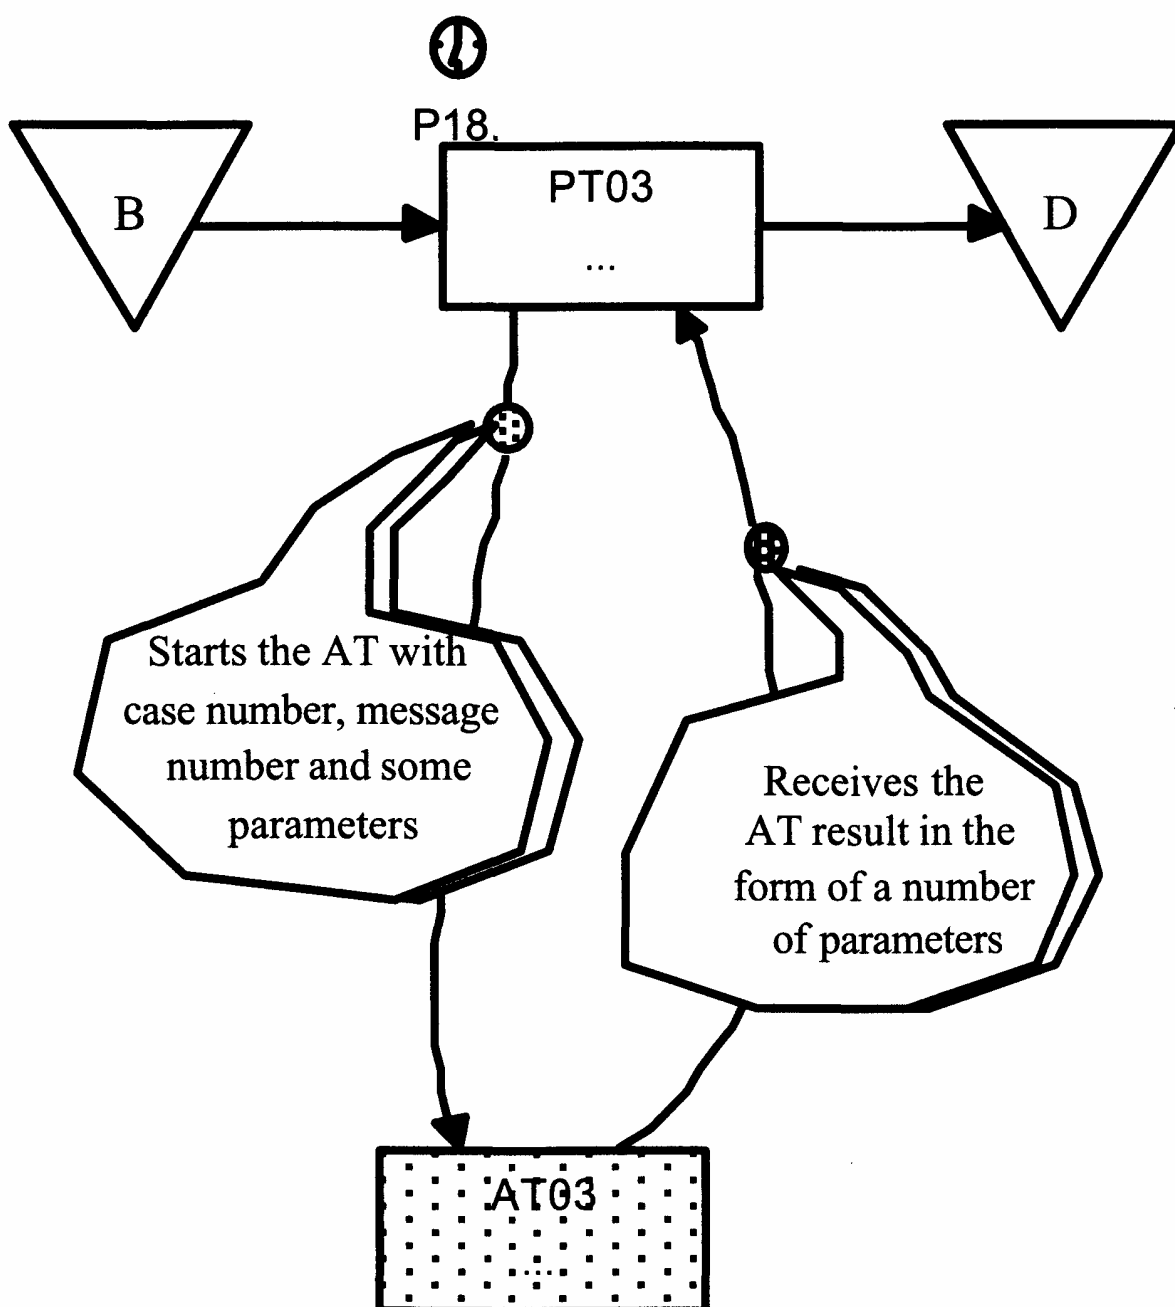 P18.
B
PT03
...
D
Starts the AT with
case number, message
number and some
parameters
Receives the
AT result in the
form of a number
of parameters
AT03
....